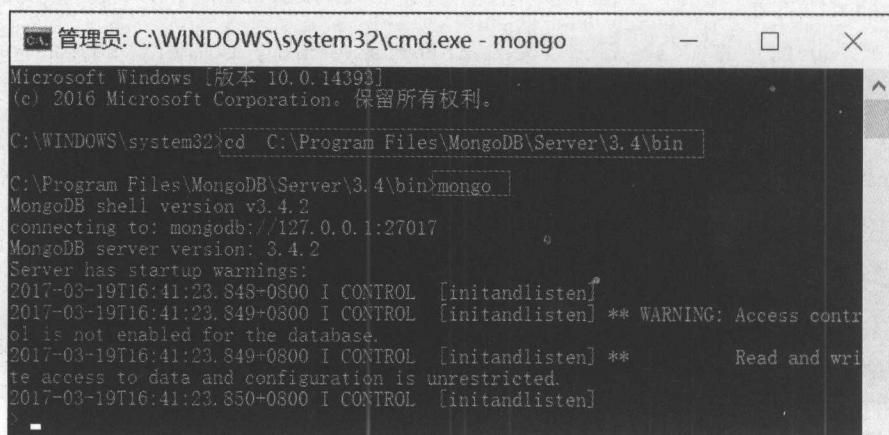 管理员: C:\WINDOWS\system32\cmd.exe - mongo
Microsoft Windows [版本 10.0.14393]
(c) 2016 Microsoft Corporation。保留所有权利。
C:\WINDOWS\system32>cd  C:\Program Files\MongoDB\Server\3.4\bin
C:\Program Files\MongoDB\Server\3.4\bin>mongo
MongoDB shell version v3.4.2
connecting to: mongodb://127.0.0.1:27017
MongoDB server version: 3.4.2
Server has startup warnings:
2017-03-19T16:41:23.848+0800 I CONTROL  [initandlisten]
2017-03-19T16:41:23.849+0800 I CONTROL  [initandlisten] ** WARNING: Access contr
ol is not enabled for the database.
2017-03-19T16:41:23.849+0800 I CONTROL  [initandlisten] **          Read and wri
te access to data and configuration is unrestricted.
2017-03-19T16:41:23.850+0800 I CONTROL  [initandlisten]
>